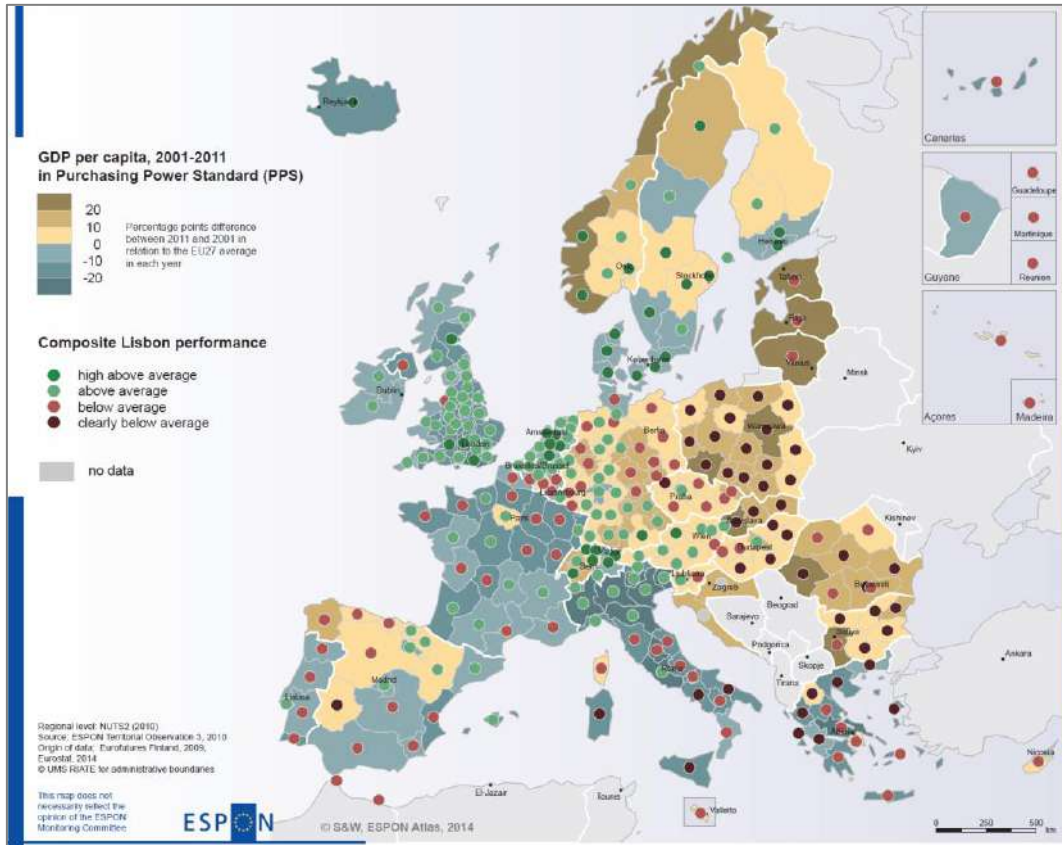 GDP per capita, 2001-2011
in Purchasing Power Standard (PPS)
20
10
0
-10
-20
Percentage points difference
between 2011 and 2001 in
relation to the EU27 average
in each year
Composite Lisbon performance
high above average
above average
below average
clearly below average
no data
Regional level: NUTS2 (2010)
Source: ESPON Territorial Observation 3, 2010
Origin of data; Eurofutures Finland, 2009,
Eurostat, 2014
© UMS RIATE for administrative boundaries
This map does not
necessarily reflect the
opinion of the ESPON
Monitoring Committee
ESPON
© S&W, ESPON Atlas, 2014
Canarias
Guadeloupe
Martinique
Guyane
Réunion
Açores
Madeira
Reykjavik
Oslo
Stockholm
Tallinn
Riga
Vilnius
Minsk
Dublin
London
Berlin
Warszawa
Kyiv
Luxembourg
Praha
Paris
Wien
Bratislava
Budapest
Kishinev
Ljubljana
Zagreb
Beograd
Bucuresti
Sarajevo
Podgorica
Skopje
Sofiya
Tirana
Ankara
Roma
Madrid
Lisboa
Nicosia
El-Jazair
Tounis
Valletta
0
250
500
km